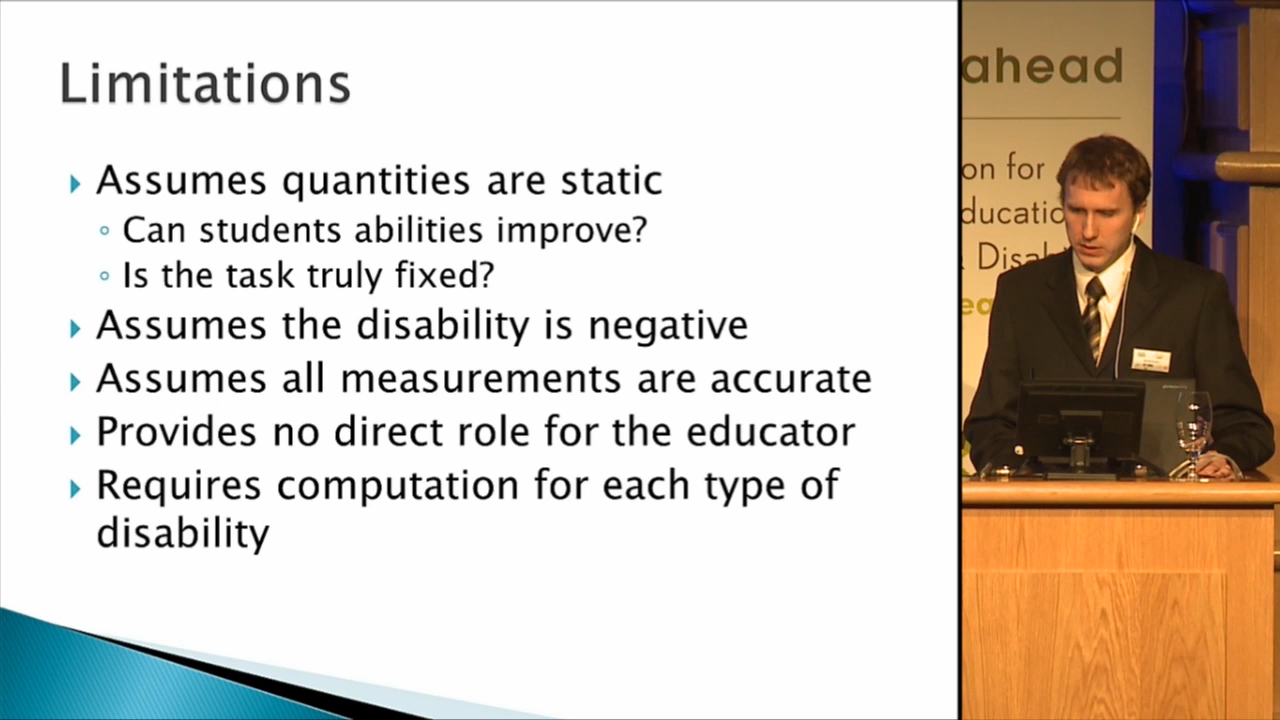 Limitations
Assumes quantities are static
Can students abilities improve?
Is the task truly fixed?
Assumes the disability is negative
Assumes all measurements are accurate
Provides no direct role for the educator
Requires computation for each type of
disability
ahead
on for
ducatio
Disab
ea